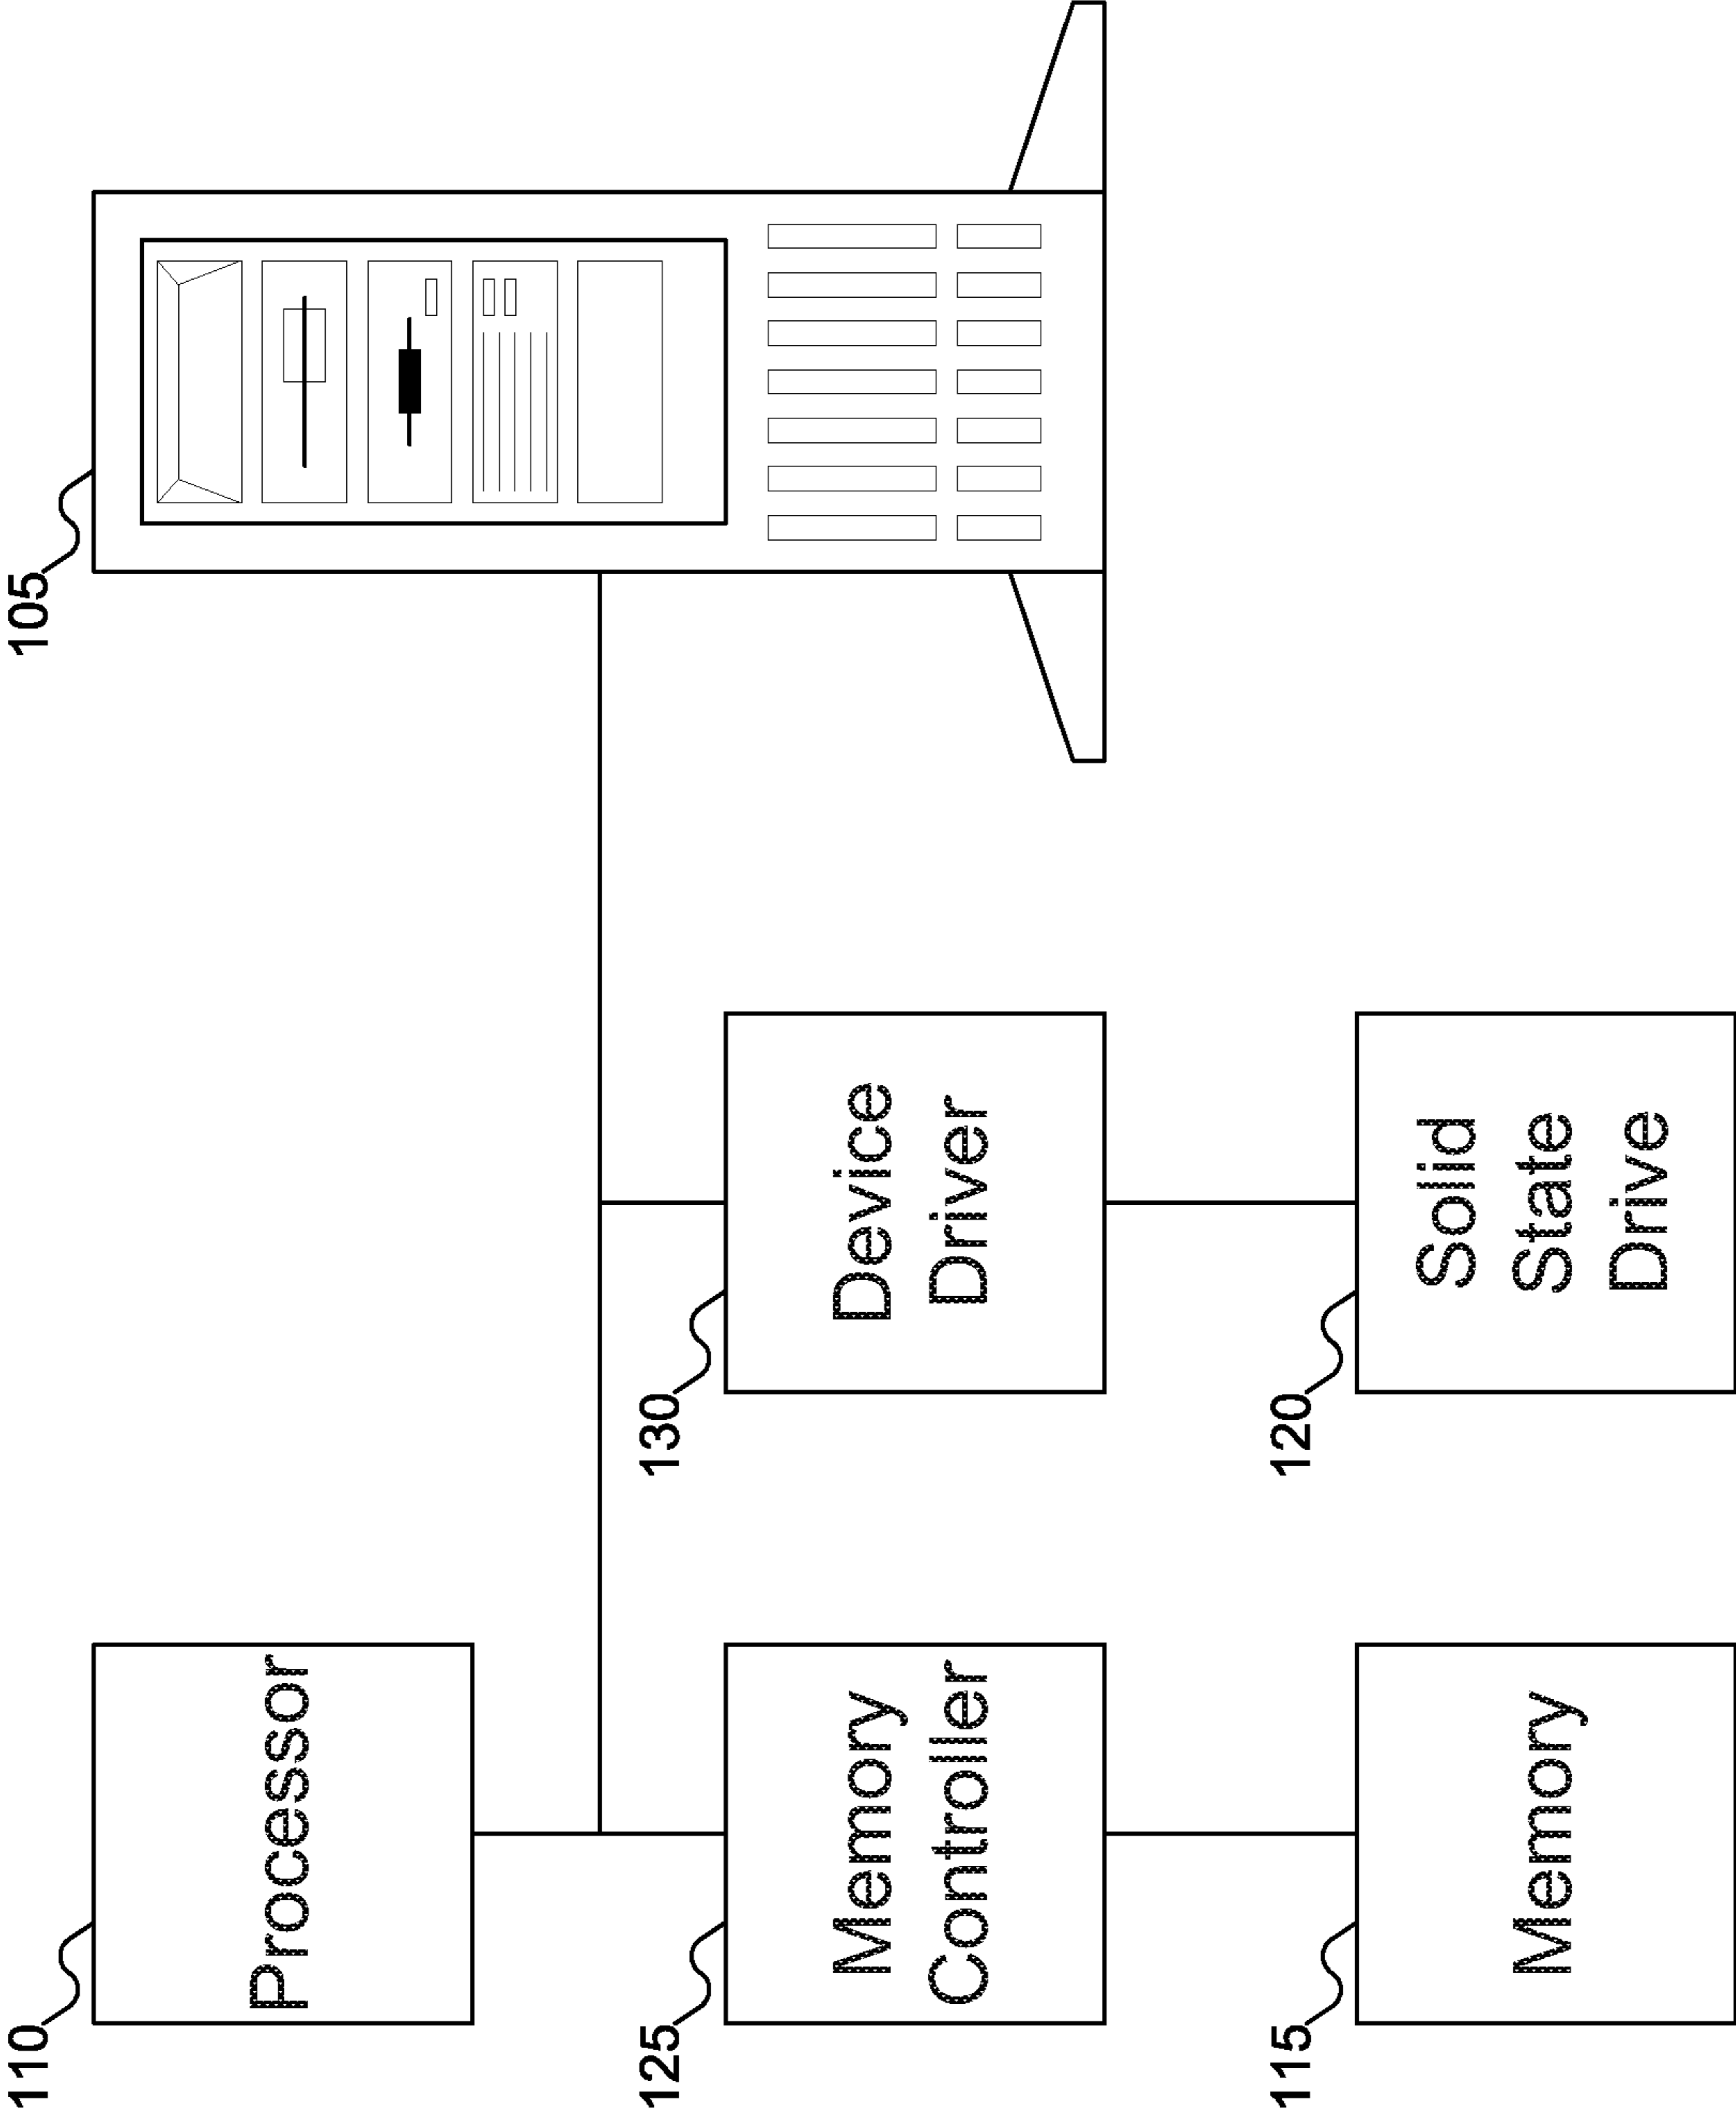 110
Processor
105
125
Memory
Controller
130
Device
Driver
115
Memory
120
Solid
State
Drive